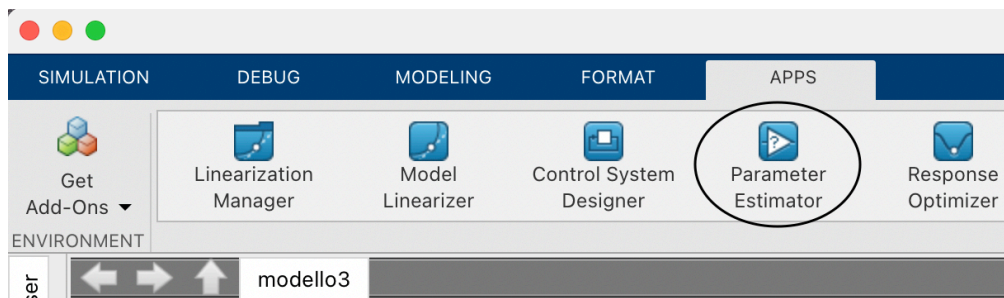 SIMULATION DEBUG MODELING FORMAT APPS
Get
Add-Ons
Linearization
Manager
Model
Linearizer
Control System
Designer
Parameter
Estimator
Response
Optimizer
ENVIRONMENT
modello3
ser